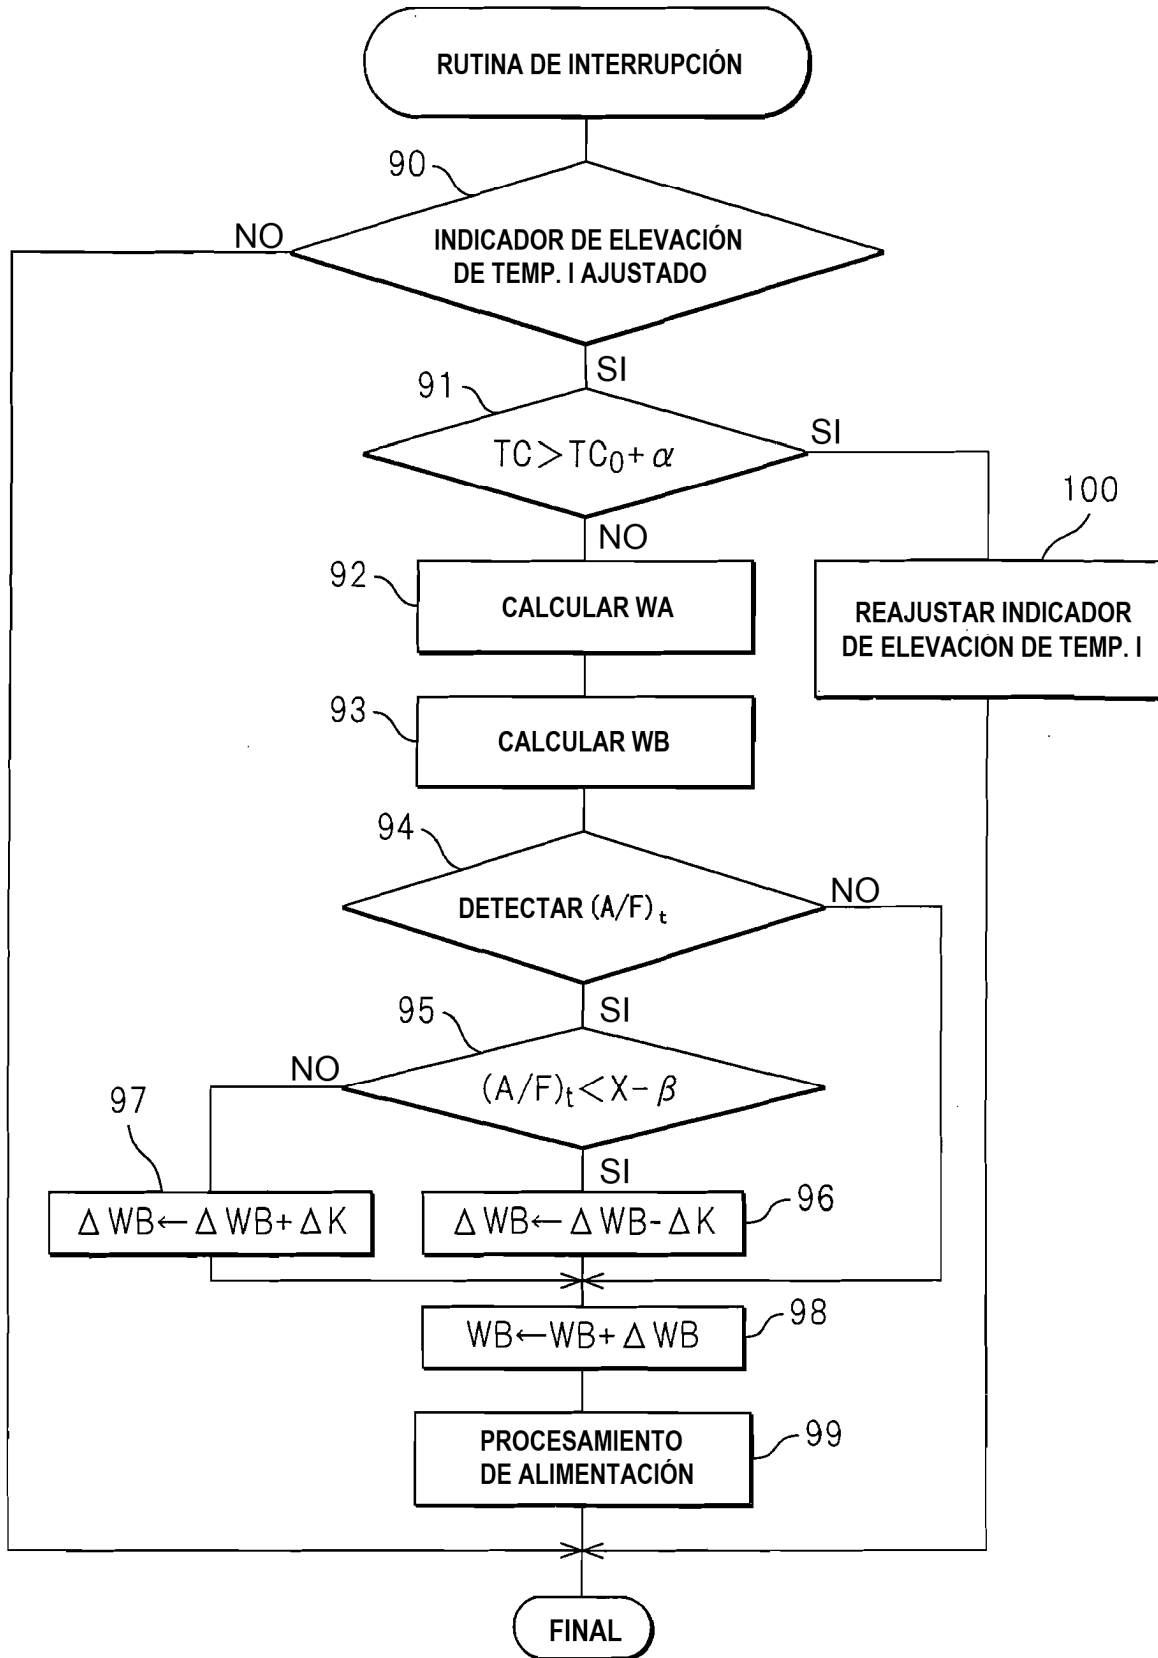 RUTINA DE INTERRUPCIÓN
90
NO
INDICADOR DE ELEVACIÓN
DE TEMP. I AJUSTADO
SI
91
TC>TC₀+α
SI
NO
100
92
CALCULAR WA
REAJUSTAR INDICADOR
DE ELEVACION DE TEMP. I
93
CALCULAR WB
94
DETECTAR (A/F)ₜ
NO
SI
95
NO
(A/F)ₜ<X-β
97
SI
96
ΔWB←ΔWB+ΔK
ΔWB←ΔWB-ΔK
98
WB←WB+ΔWB
PROCESAMIENTO
DE ALIMENTACIÓN
99
FINAL